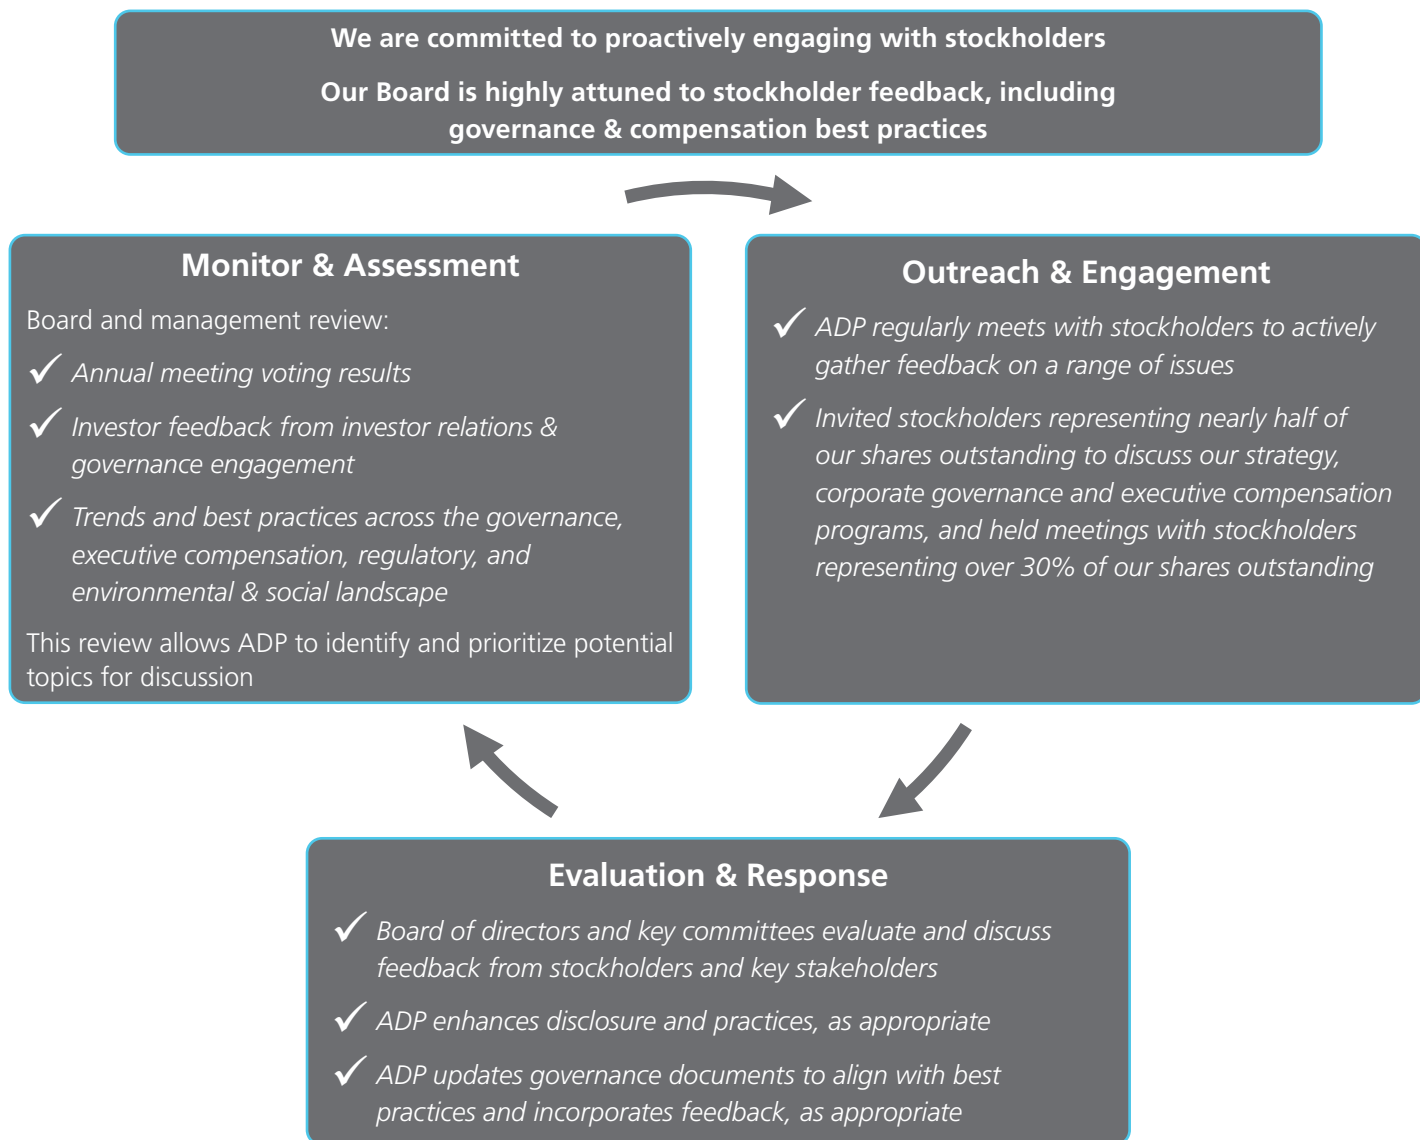 We are committed to proactively engaging with stockholders
Our Board is highly attuned to stockholder feedback, including
governance & compensation best practices
Monitor & Assessment
Board and management review:
✓ Annual meeting voting results
✓ Investor feedback from investor relations &
governance engagement
✓ Trends and best practices across the governance,
executive compensation, regulatory, and
environmental & social landscape
This review allows ADP to identify and prioritize potential
topics for discussion
Outreach & Engagement
✓ ADP regularly meets with stockholders to actively
gather feedback on a range of issues
✓ Invited stockholders representing nearly half of
our shares outstanding to discuss our strategy,
corporate governance and executive compensation
programs, and held meetings with stockholders
representing over 30% of our shares outstanding
Evaluation & Response
✓ Board of directors and key committees evaluate and discuss
feedback from stockholders and key stakeholders
✓ ADP enhances disclosure and practices, as appropriate
✓ ADP updates governance documents to align with best
practices and incorporates feedback, as appropriate